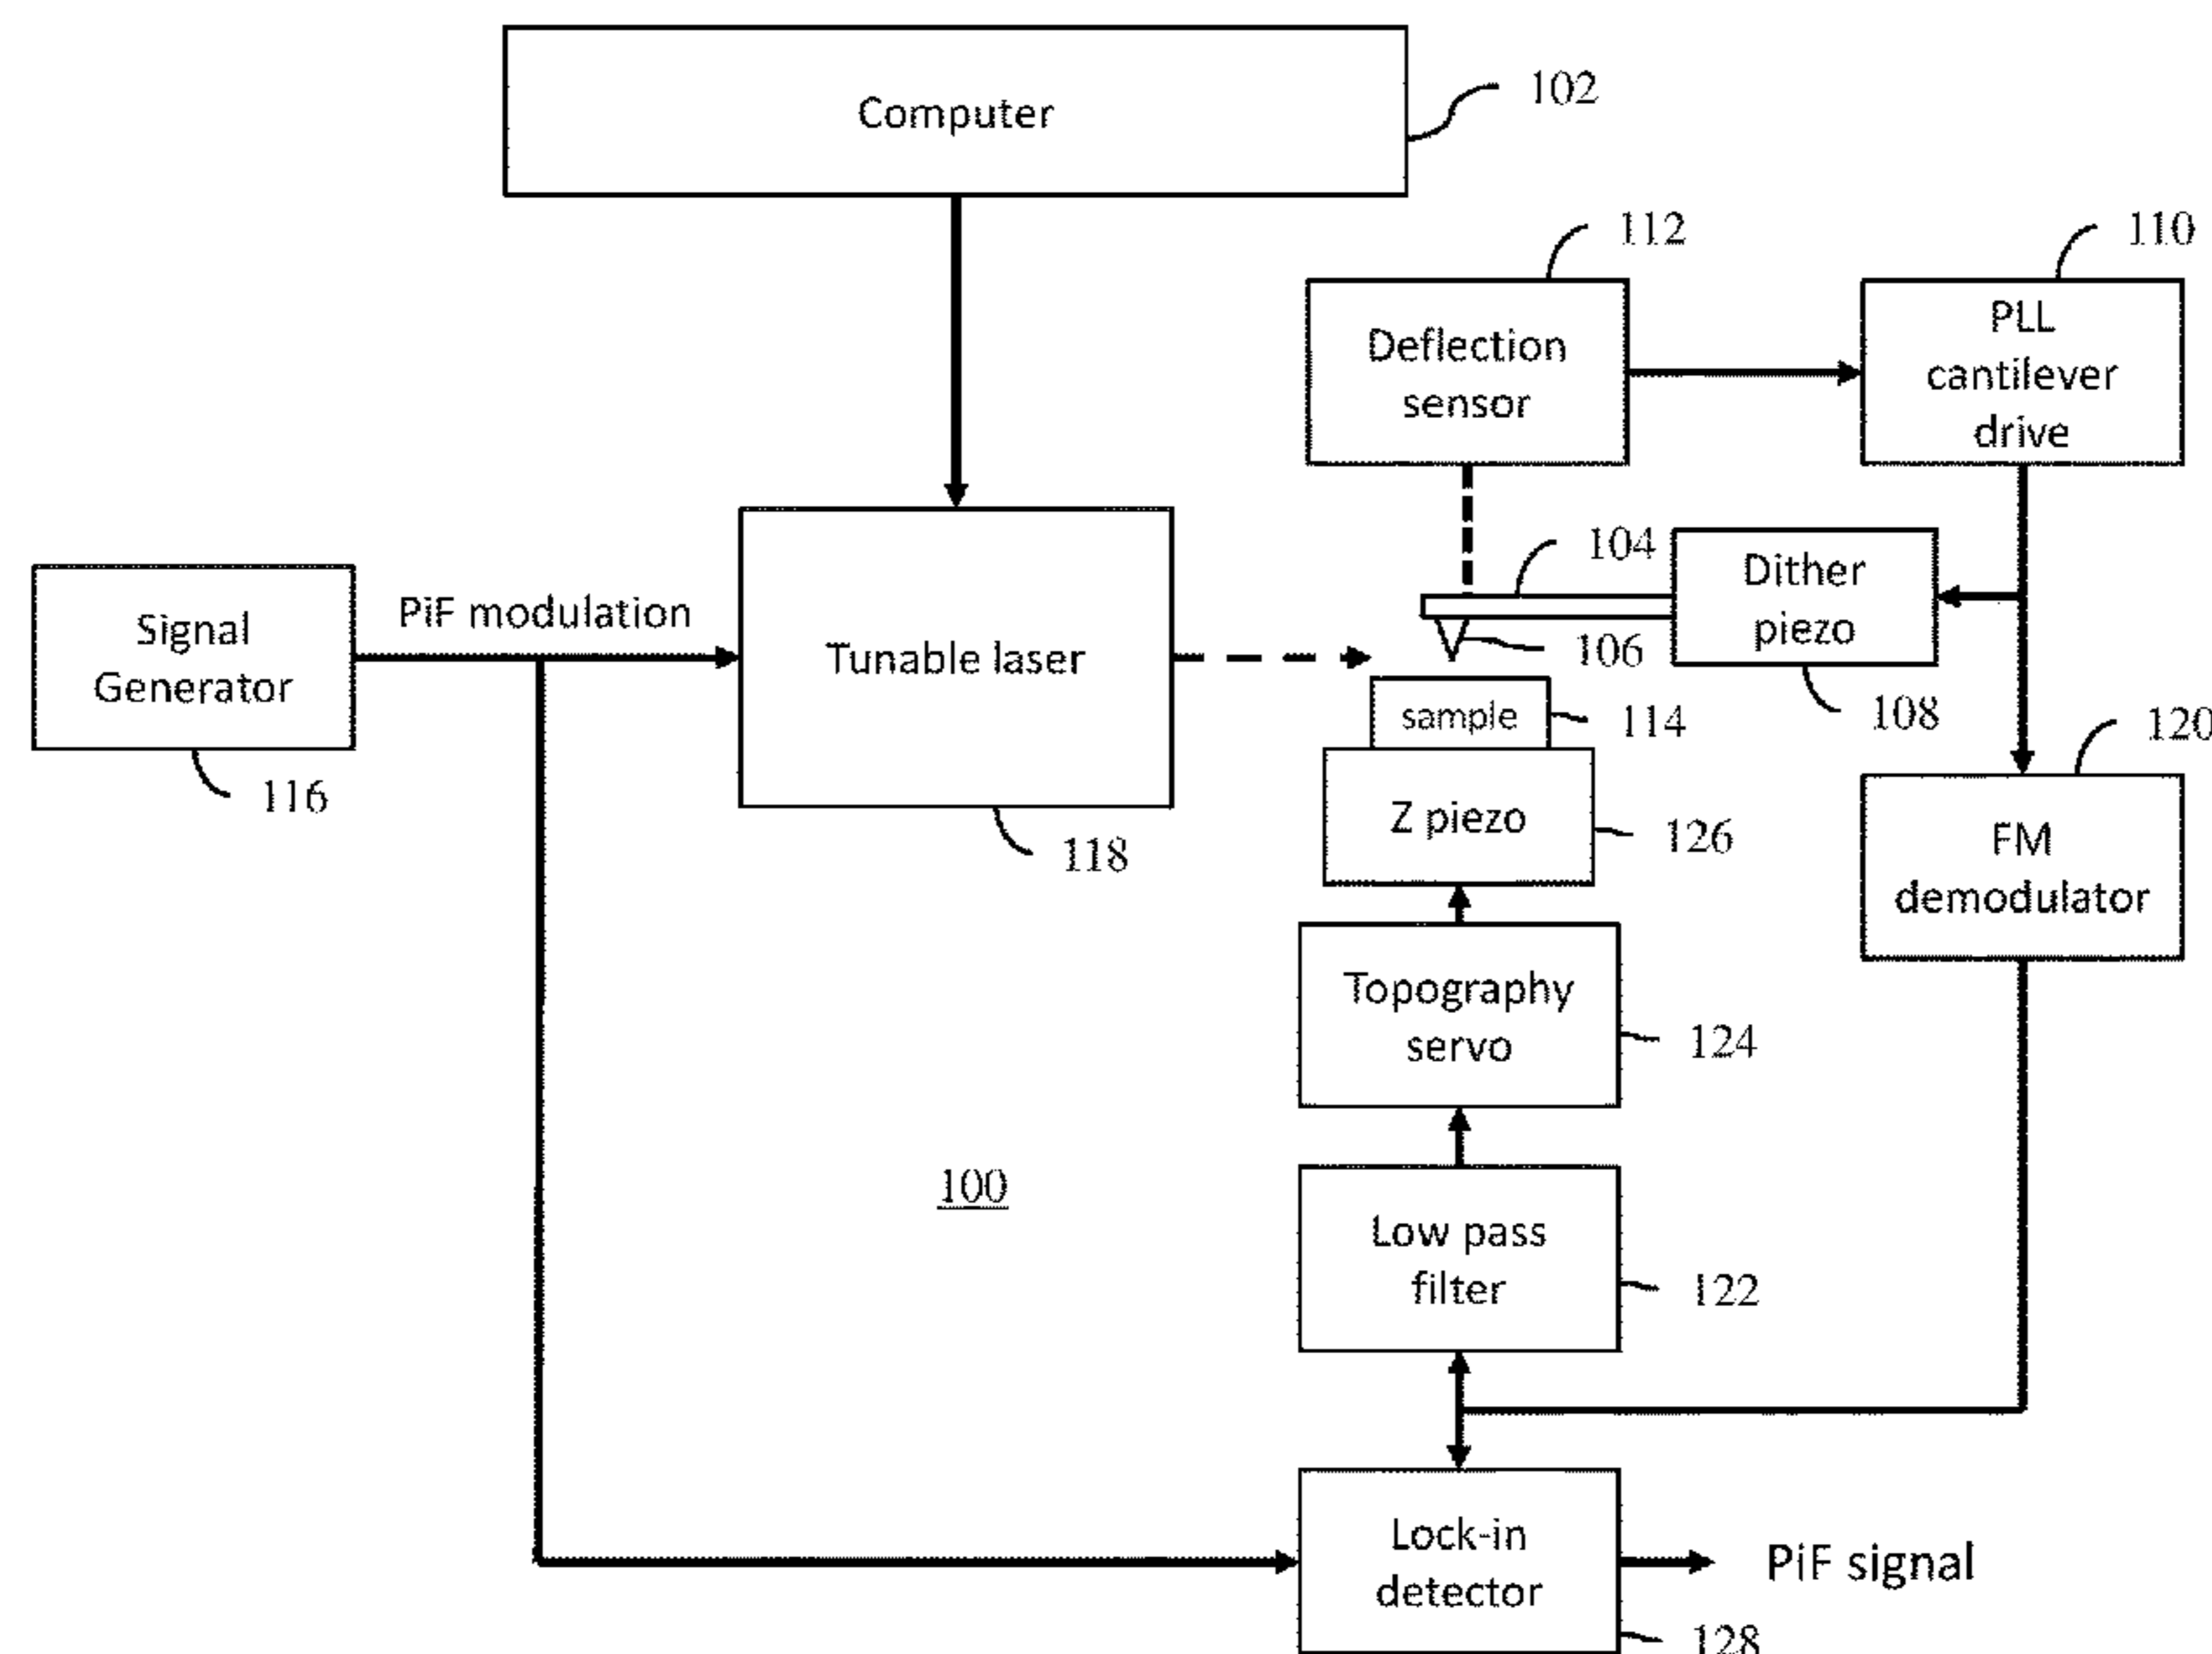 Computer
102
112
110
Deflection
sensor
PLL
cantilever
drive
104
Dither
piezo
Signal
Generator
PiF modulation
Tunable laser
106
sample
114
108
120
116
118
Z piezo
126
FM
demodulator
Topography
servo
124
100
Low pass
filter
122
Lock-in
detector
PiF signal
128